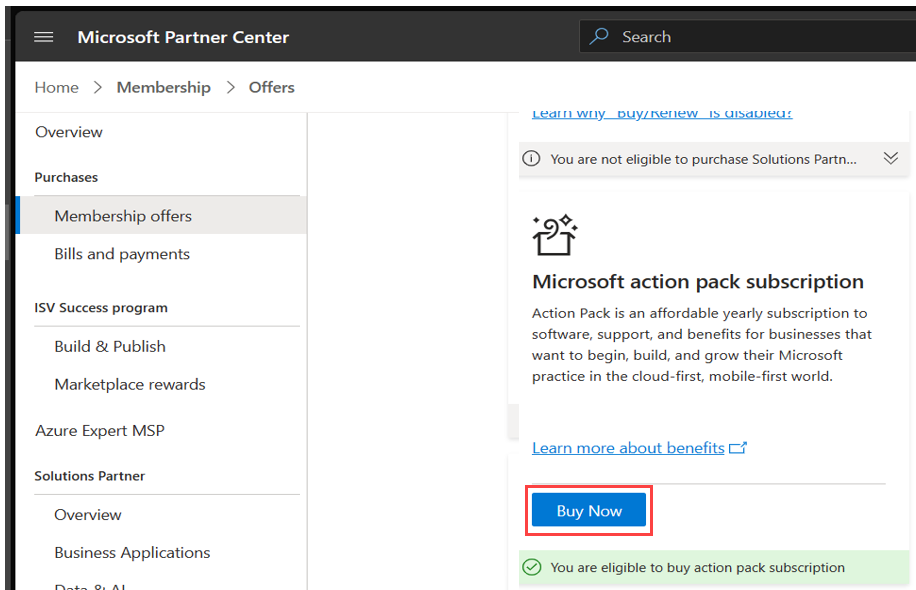 Microsoft Partner Center
Search
Home > Membership > Offers
Overview
Purchases
Membership offers
Bills and payments
ISV Success program
Build & Publish
Marketplace rewards
Azure Expert MSP
Solutions Partner
Overview
Business Applications
Data & AI
Learn why "Buy/Renew" is disabled?
You are not eligible to purchase Solutions Partn...
Microsoft action pack subscription
Action Pack is an affordable yearly subscription to
software, support, and benefits for businesses that
want to begin, build, and grow their Microsoft
practice in the cloud-first, mobile-first world.
Learn more about benefits
Buy Now
You are eligible to buy action pack subscription